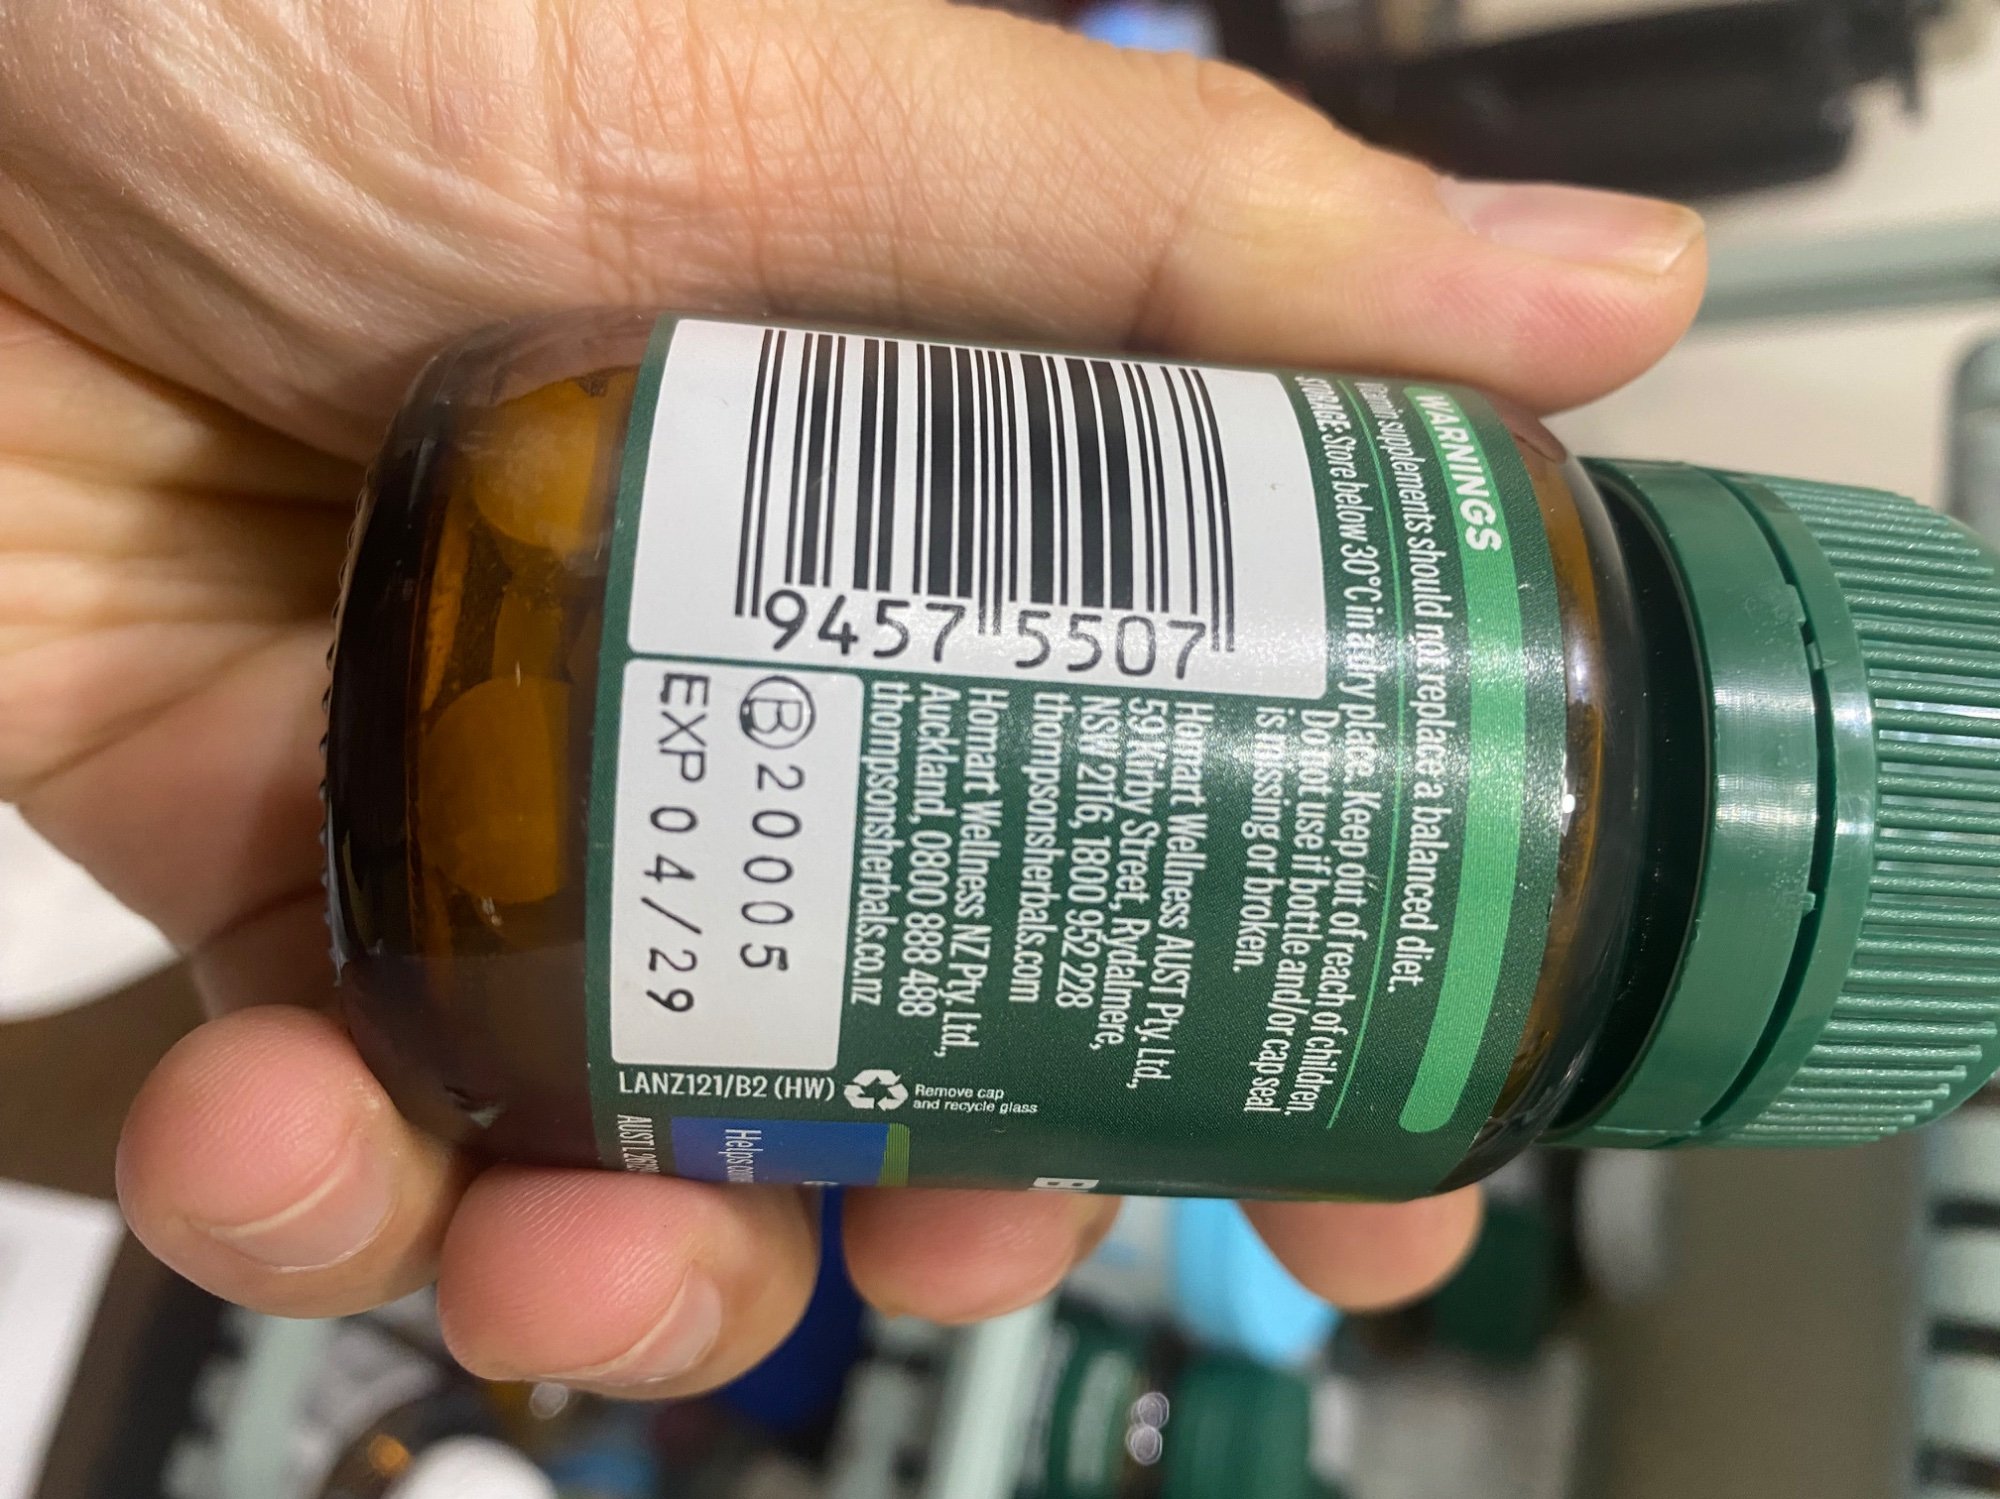 WARNINGS
Vitamin supplements should not replace a balanced diet.
STORAGE: Store below 30°C in a dry place. Keep out of reach of children.
Do not use if bottle and/or cap seal
is missing or broken.
Homart Wellness AUST Pty. Ltd.,
59 Kirby Street, Rydalmere,
NSW 2116, 1800 952 228
thompsonsherbals.com
Homart Wellness NZ Pty. Ltd.,
Auckland, 0800 888 488
thompsonsherbals.co.nz
9457 5507
B 200005
EXP 04/29
Remove cap
and recycle glass
LANZ121/B2 (HW)
Helps
AUST L